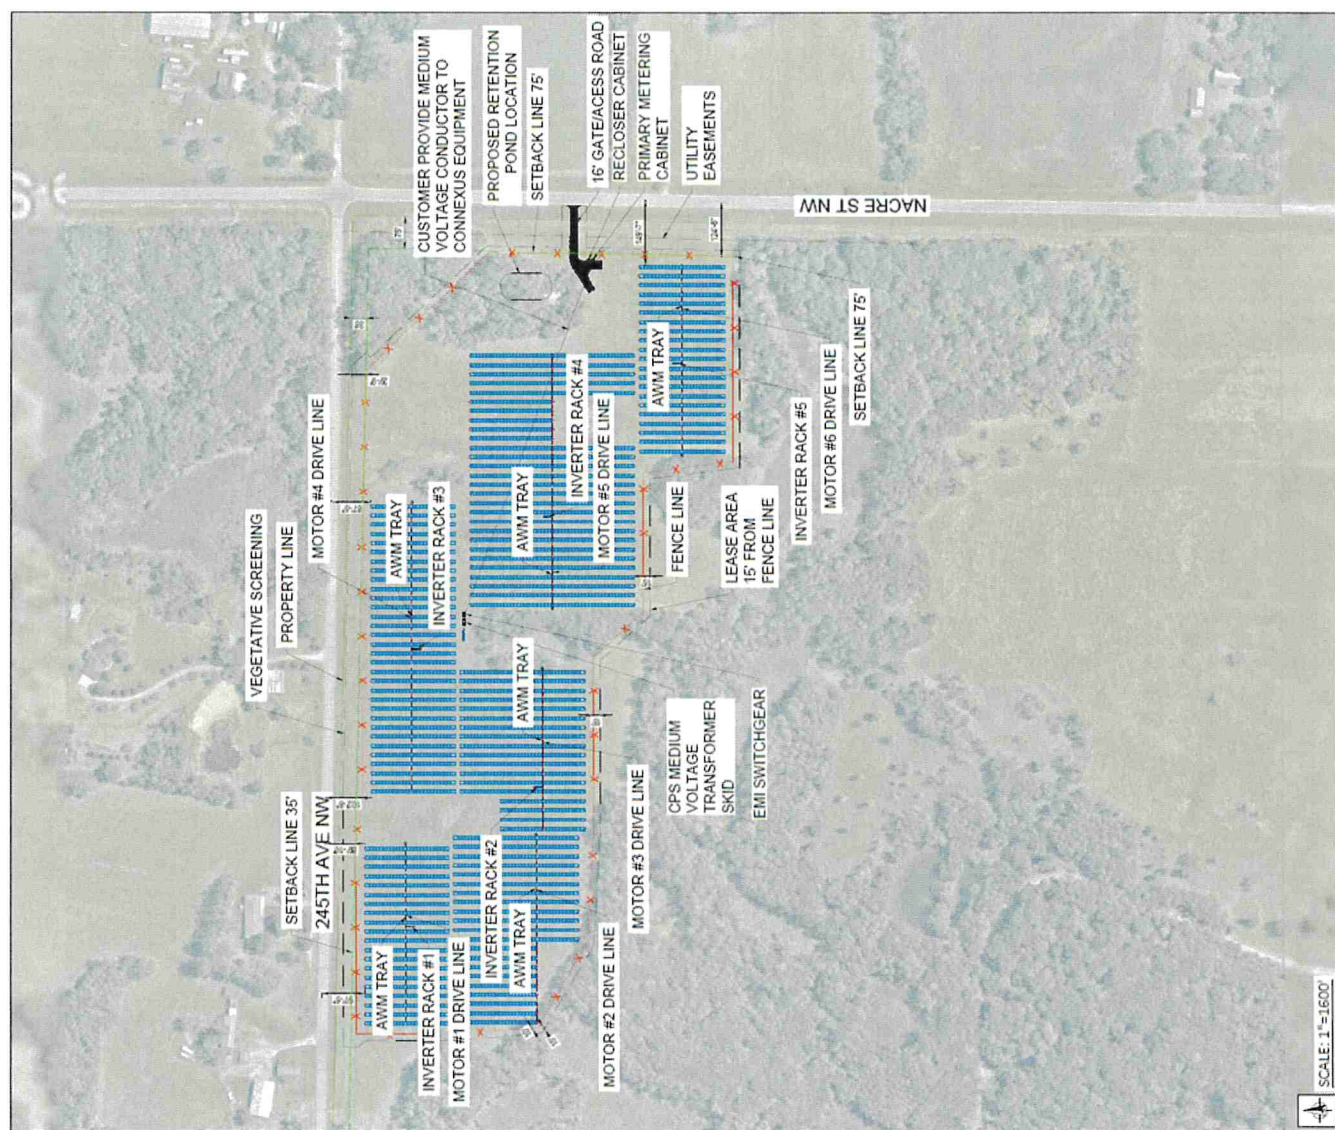 CUSTOMER PROVIDE MEDIUM
VOLTAGE CONDUCTOR TO
CONNEXUS EQUIPMENT
PROPOSED RETENTION
POND LOCATION
SETBACK LINE 75'
16' GATE/ACESS ROAD
RECLOSER CABINET
PRIMARY METERING
CABINET
UTILITY
EASEMENTS
NACRE ST NW
75'
149'-7"
124'-6"
MOTOR #4 DRIVE LINE
VEGETATIVE SCREENING
PROPERTY LINE
AWM TRAY
INVERTER RACK #3
AWM TRAY
INVERTER RACK #4
MOTOR #5 DRIVE LINE
AWM TRAY
FENCE LINE
LEASE AREA
15' FROM
FENCE LINE
INVERTER RACK #5
MOTOR #6 DRIVE LINE
SETBACK LINE 75'
SETBACK LINE 35'
245TH AVE NW
AWM TRAY
CPS MEDIUM
VOLTAGE
TRANSFORMER
SKID
EMI SWITCHGEAR
AWM TRAY
INVERTER RACK #1
MOTOR #1 DRIVE LINE
INVERTER RACK #2
AWM TRAY
MOTOR #2 DRIVE LINE
MOTOR #3 DRIVE LINE
SCALE: 1"=1600'